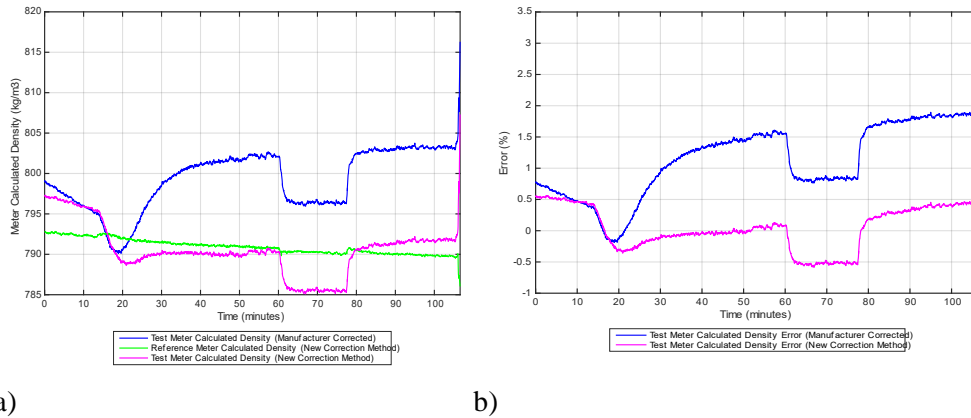 820
815
810
805
800
795
790
785
Meter Calculated Density (kg/m3)
0 10 20 30 40 50 60 70 80 90 100
Time (minutes)
Test Meter Calculated Density (Manufacturer Corrected)
Reference Meter Calculated Density (New Correction Method)
Test Meter Calculated Density (New Correction Method)
a)
3.5
3
2.5
2
1.5
1
0.5
0
-0.5
-1
Error (%)
0 10 20 30 40 50 60 70 80 90 100
Time (minutes)
Test Meter Calculated Density Error (Manufacturer Corrected)
Test Meter Calculated Density Error (New Correction Method)
b)